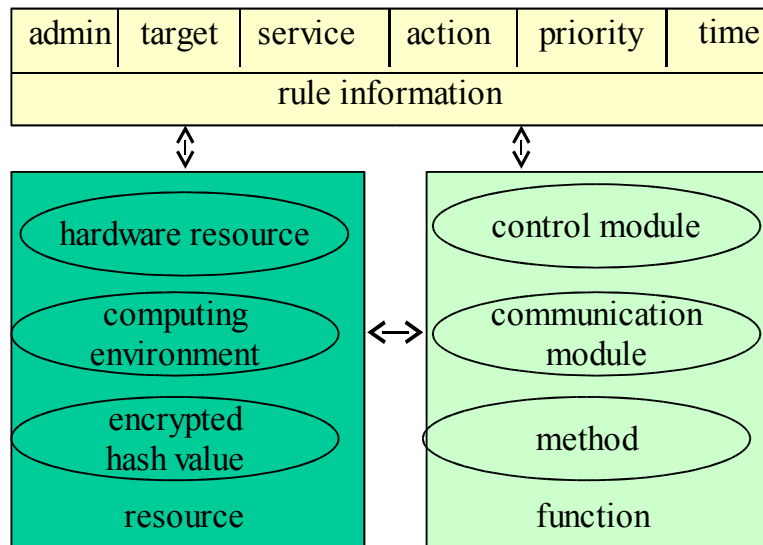 admin target service action priority time
rule information
hardware resource
computing
environment
encrypted
hash value
resource
control module
communication
module
method
function